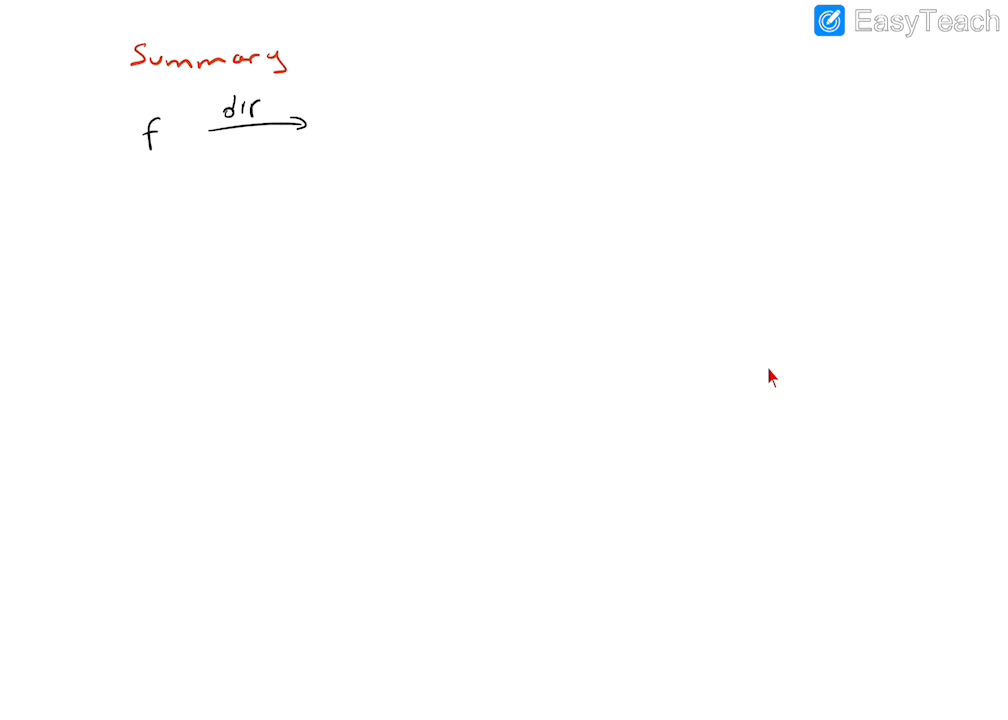 EasyTeach
Summary
f dir →